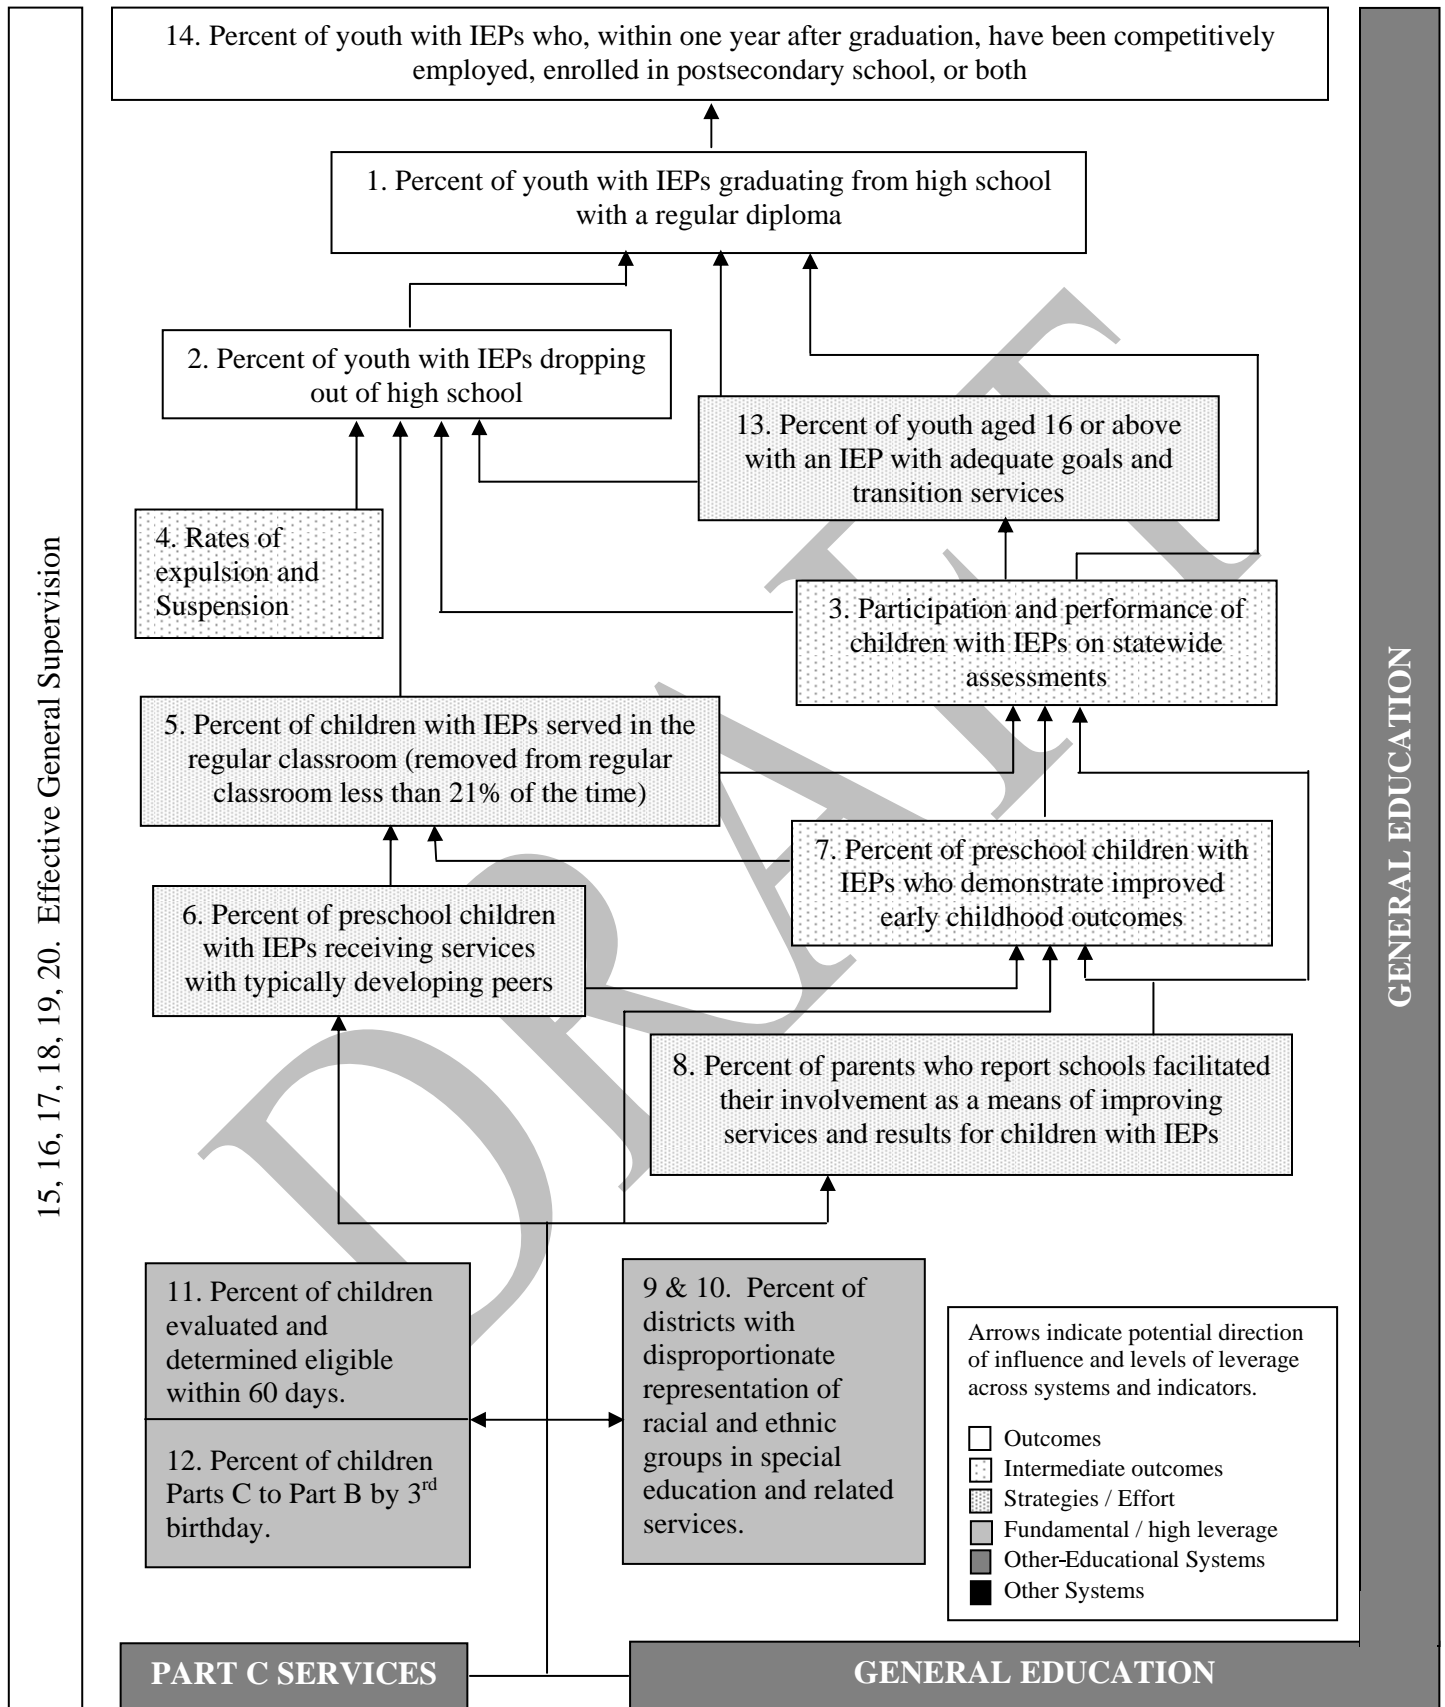 14. Percent of youth with IEPs who, within one year after graduation, have been competitively
employed, enrolled in postsecondary school, or both
1. Percent of youth with IEPs graduating from high school
with a regular diploma
2. Percent of youth with IEPs dropping
out of high school
13. Percent of youth aged 16 or above
with an IEP with adequate goals and
transition services
4. Rates of
expulsion and
Suspension
3. Participation and performance of
children with IEPs on statewide
assessments
5. Percent of children with IEPs served in the
regular classroom (removed from regular
classroom less than 21% of the time)
7. Percent of preschool children with
IEPs who demonstrate improved
early childhood outcomes
6. Percent of preschool children
with IEPs receiving services
with typically developing peers
8. Percent of parents who report schools facilitated
their involvement as a means of improving
services and results for children with IEPs
11. Percent of children
evaluated and
determined eligible
within 60 days.
12. Percent of children
Parts C to Part B by 3rd
birthday.
9 & 10. Percent of
districts with
disproportionate
representation of
racial and ethnic
groups in special
education and related
services.
Arrows indicate potential direction
of influence and levels of leverage
across systems and indicators.
Outcomes
Intermediate outcomes
Strategies / Effort
Fundamental / high leverage
Other-Educational Systems
Other Systems
PART C SERVICES
GENERAL EDUCATION
15, 16, 17, 18, 19, 20. Effective General Supervision
GENERAL EDUCATION
DRAFT